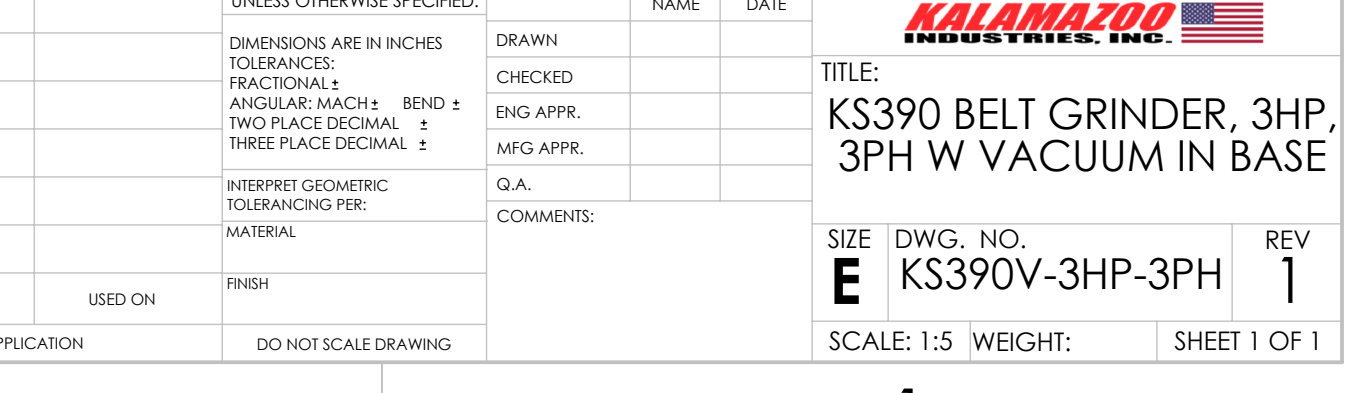 UNLESS OTHERWISE SPECIFIED:
DIMENSIONS ARE IN INCHES
TOLERANCES:
FRACTIONAL ±
ANGULAR: MACH ± BEND ±
TWO PLACE DECIMAL ±
THREE PLACE DECIMAL ±
INTERPRET GEOMETRIC
TOLERANCING PER:
MATERIAL
FINISH
USED ON
PPLICATION
DO NOT SCALE DRAWING
NAME DATE
DRAWN
CHECKED
ENG APPR.
MFG APPR.
Q.A.
COMMENTS:
KALAMAZOO
INDUSTRIES, INC.
TITLE:
KS390 BELT GRINDER, 3HP,
3PH W VACUUM IN BASE
SIZE DWG. NO. REV
E KS390V-3HP-3PH 1
SCALE: 1:5 WEIGHT: SHEET 1 OF 1